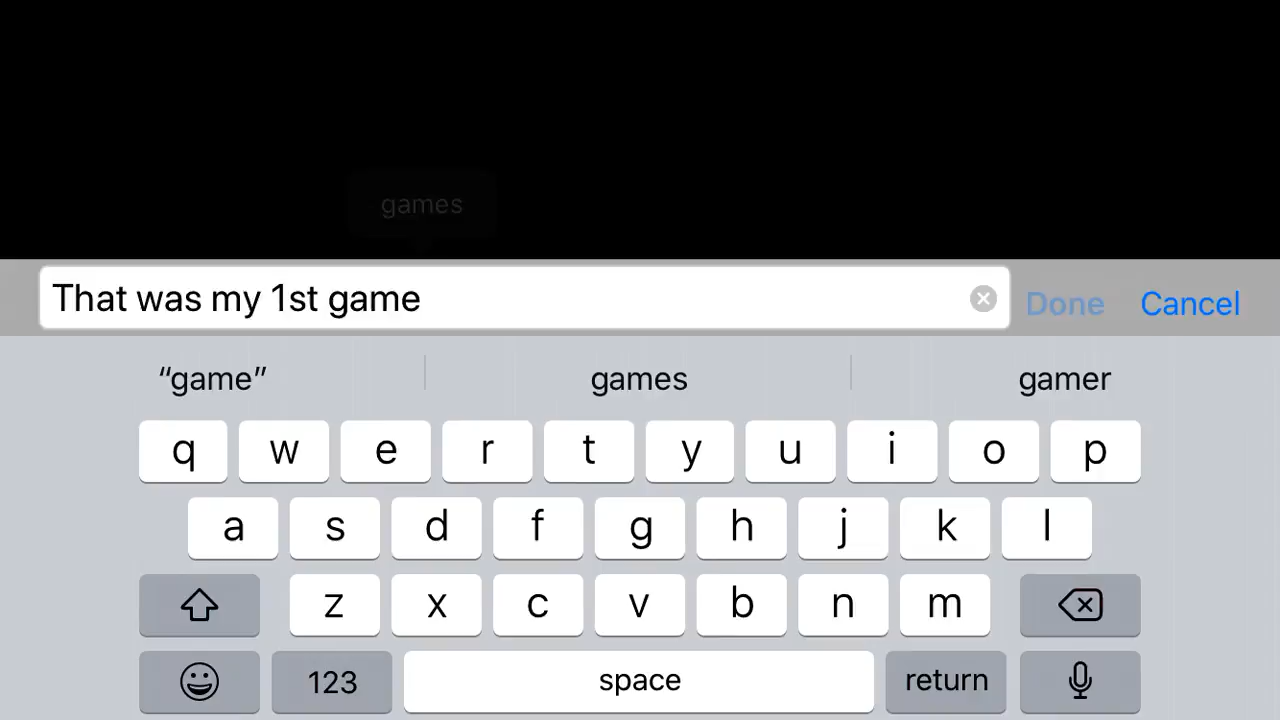 games
That was my 1st game
Done
Cancel
“game”
games
gamer
q w e r t y u i o p
a s d f g h j k l
z x c v b n m
123
space
return